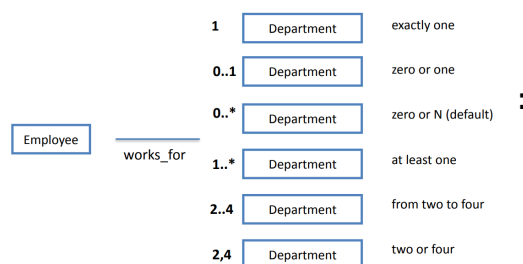 1 Department exactly one
0..1 Department zero or one
0..* Department zero or N (default)
Employee
works_for
1..* Department at least one
2..4 Department from two to four
2,4 Department two or four
: